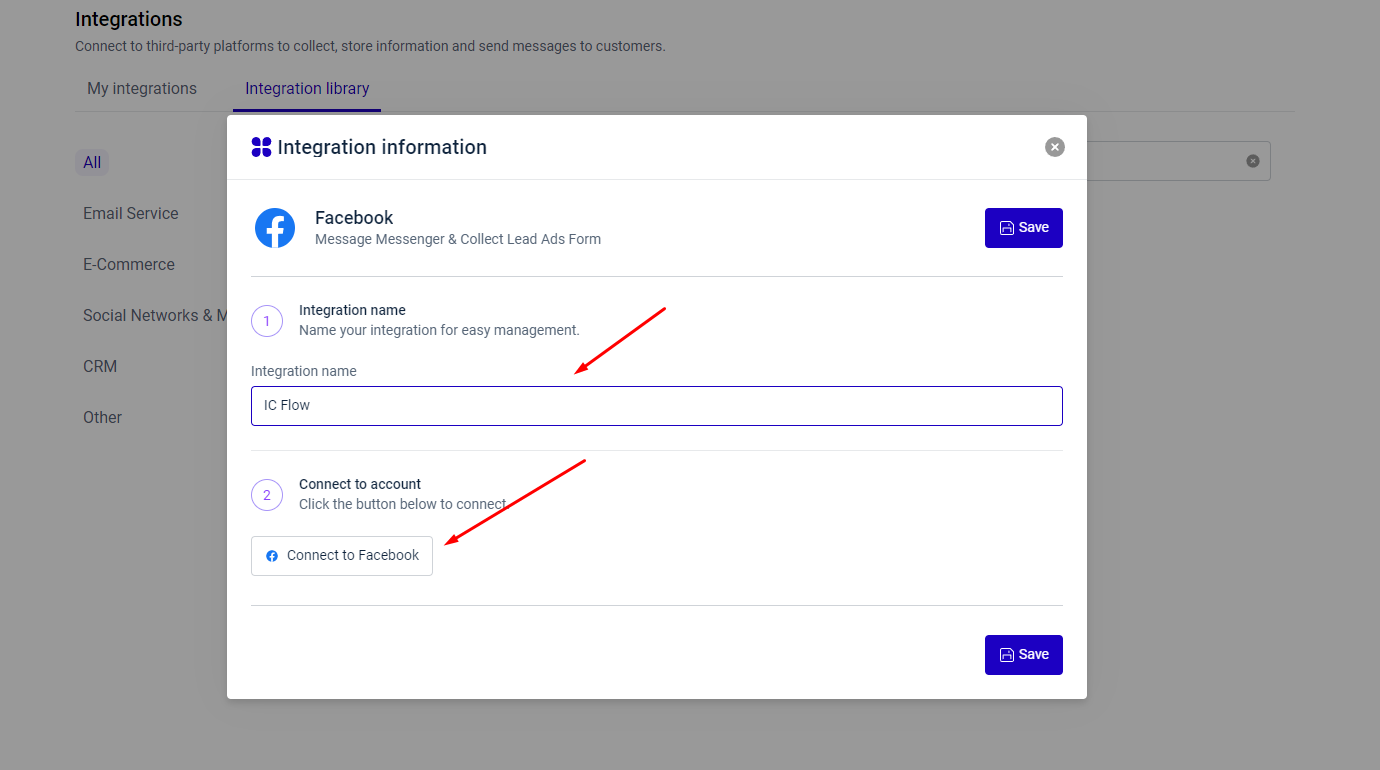 Integrations
Connect to third-party platforms to collect, store information and send messages to customers.
My integrations
Integration library
All
Email Service
E-Commerce
Social Networks & M
CRM
Other
Integration information
Facebook
Message Messenger & Collect Lead Ads Form
Save
1
Integration name
Name your integration for easy management.
Integration name
IC Flow
2
Connect to account
Click the button below to connect.
Connect to Facebook
Save